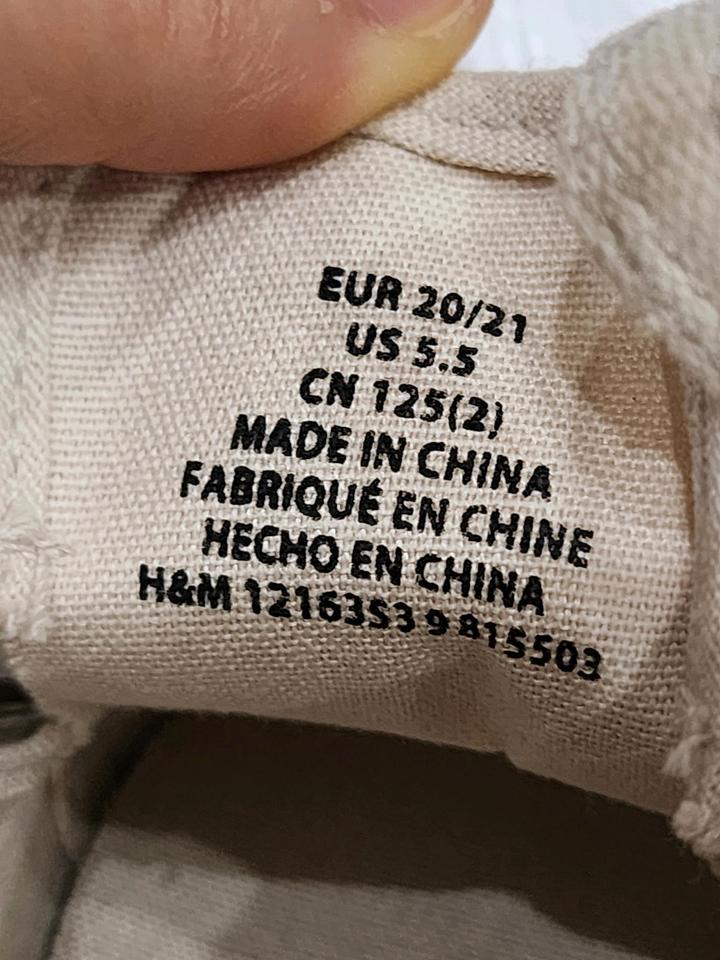 EUR 20/21
US 5.5
CN 125(2)
MADE IN CHINA
FABRIQUÉ EN CHINE
HECHO EN CHINA
H&M 1216353 9 815503